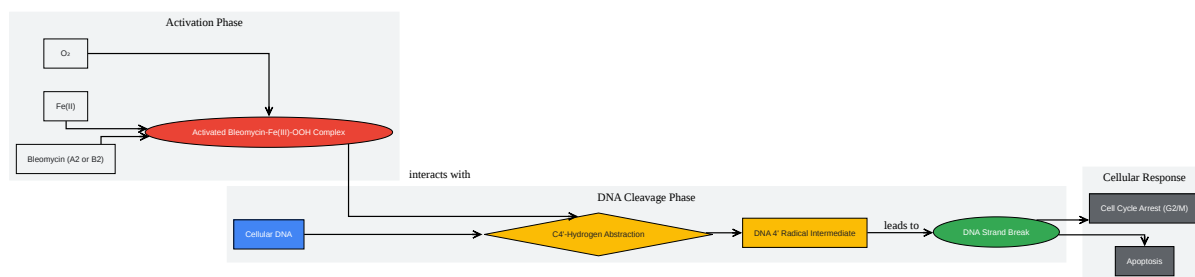 Activation Phase
O₂
Fe(II)
Activated Bleomycin-Fe(III)-OOH Complex
Bleomycin (A2 or B2)
interacts with
Cellular Response
DNA Cleavage Phase
Cell Cycle Arrest (G2/M)
Cellular DNA
C4'-Hydrogen Abstraction
DNA 4' Radical Intermediate
leads to
DNA Strand Break
Apoptosis